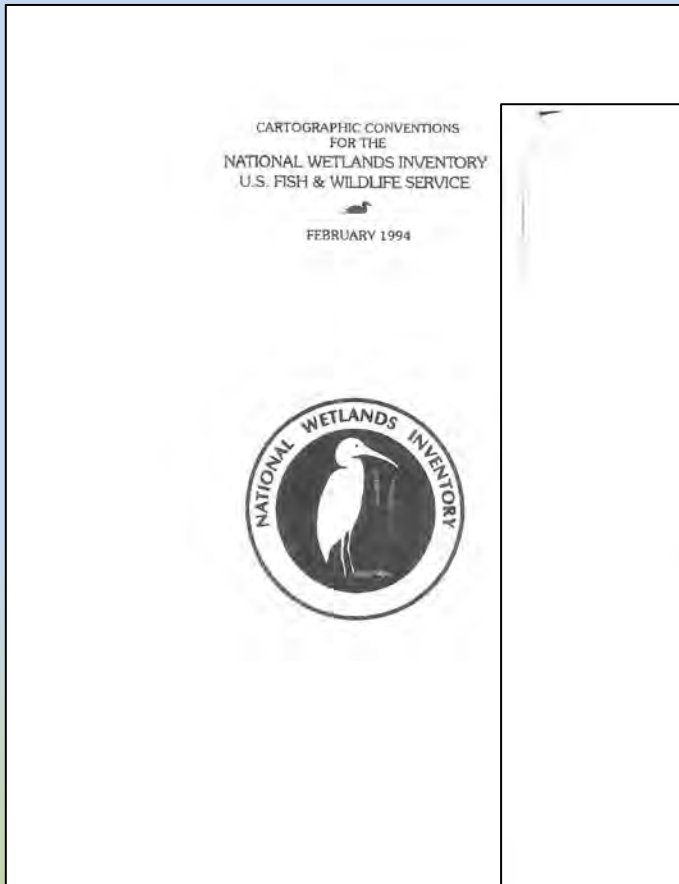 CARTOGRAPHIC CONVENTIONS
FOR THE
NATIONAL WETLANDS INVENTORY
U.S. FISH & WILDLIFE SERVICE
FEBRUARY 1994
NATIONAL WETLANDS INVENTORY